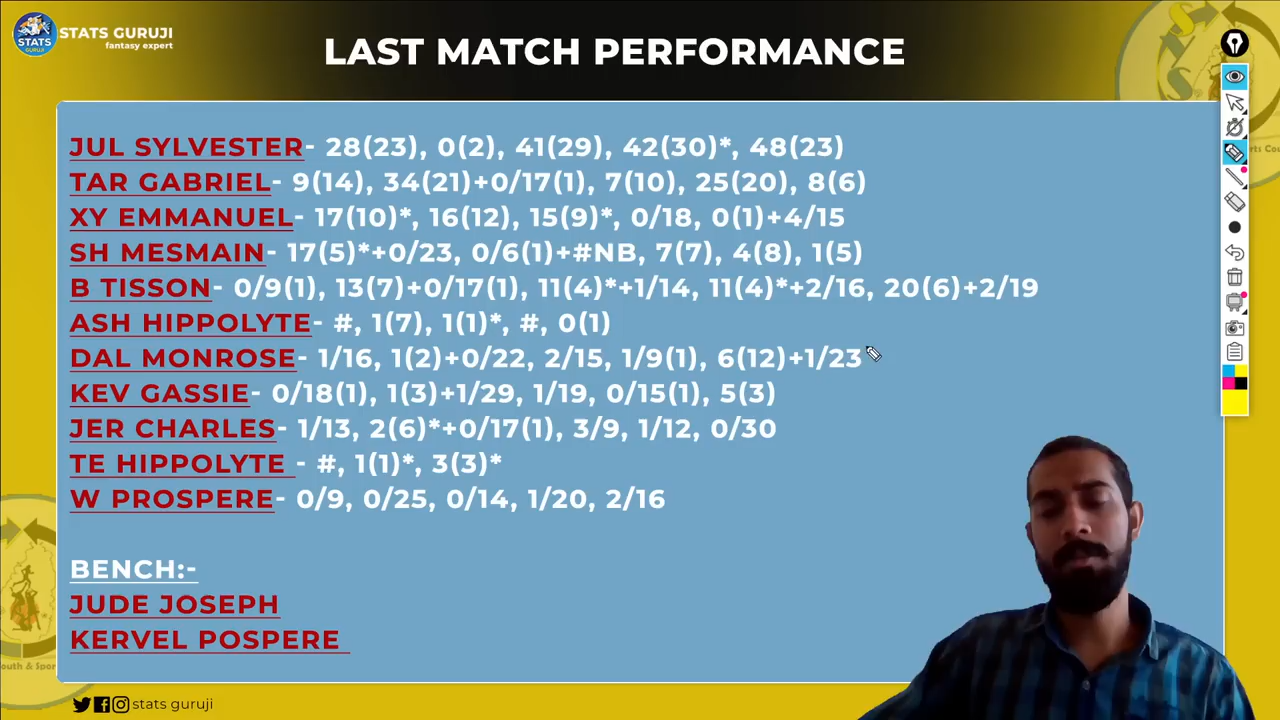 STATS GURUJI
fantasy expert
STATS
GURUJI
LAST MATCH PERFORMANCE
JUL SYLVESTER- 28(23), 0(2), 41(29), 42(30)*, 48(23)
TAR GABRIEL- 9(14), 34(21)+0/17(1), 7(10), 25(20), 8(6)
XY EMMANUEL- 17(10)*, 16(12), 15(9)*, 0/18, 0(1)+4/15
SH MESMAIN- 17(5)*+0/23, 0/6(1)+#NB, 7(7), 4(8), 1(5)
B TISSON- 0/9(1), 13(7)+0/17(1), 11(4)*+1/14, 11(4)*+2/16, 20(6)+2/19
ASH HIPPOLYTE- #, 1(7), 1(1)*, #, 0(1)
DAL MONROSE- 1/16, 1(2)+0/22, 2/15, 1/9(1), 6(12)+1/23
KEV GASSIE- 0/18(1), 1(3)+1/29, 1/19, 0/15(1), 5(3)
JER CHARLES- 1/13, 2(6)*+0/17(1), 3/9, 1/12, 0/30
TE HIPPOLYTE - #, 1(1)*, 3(3)*
W PROSPERE- 0/9, 0/25, 0/14, 1/20, 2/16
BENCH:-
JUDE JOSEPH
KERVEL POSPERE
outh & Spor
stats guruji